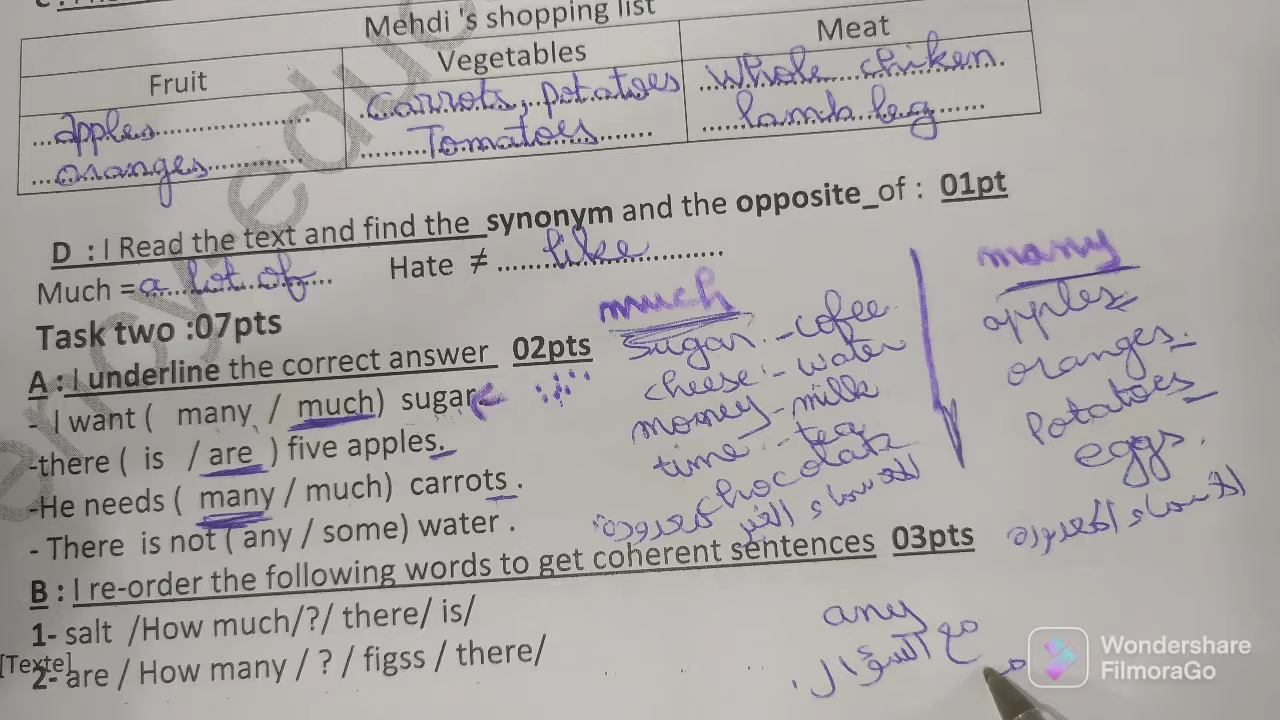 C :
Mehdi 's shopping list
Fruit Vegetables Meat
apples Carrots, potatoes Whole chiken
oranges Tomatoes lamb leg
D : I Read the text and find the synonym and the opposite of : 01pt
Much = a lot of Hate ≠ like
Task two :07pts
A : I underline the correct answer 02pts
- I want ( many / much) sugar
-there ( is / are ) five apples.
-He needs ( many / much) carrots .
- There is not ( any / some) water .
much
sugar - cofee
cheese - water
money - milk
time - tea
chocolate
الأسماء الغير
معدودة
many
apples
oranges
Potatoes
eggs.
الأسماء المعدودة
B : I re-order the following words to get coherent sentences 03pts
1- salt /How much/?/ there/ is/
[Texte]
2- are / How many / ? / figss / there/
any
مع السؤال
Wondershare
FilmoraGo